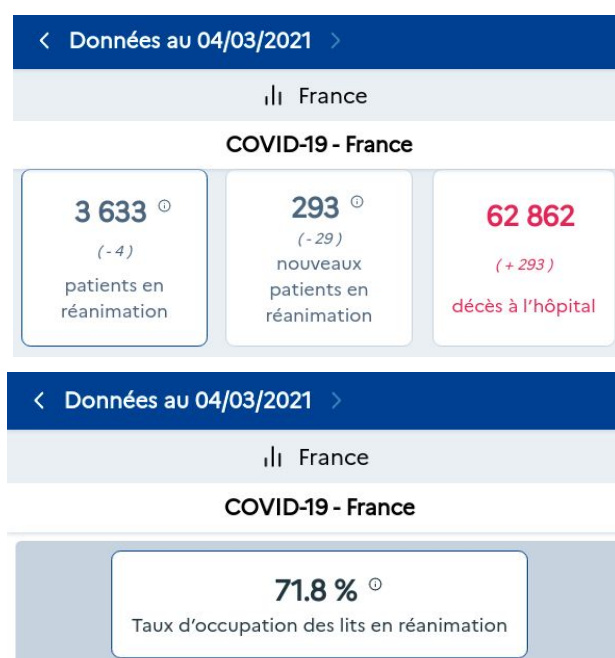 < Données au 04/03/2021 >
France
COVID-19 - France
3 633
(- 4)
patients en
réanimation
293
(- 29)
nouveaux
patients en
réanimation
62 862
(+ 293)
décès à l'hôpital
< Données au 04/03/2021 >
France
COVID-19 - France
71.8 %
Taux d'occupation des lits en réanimation